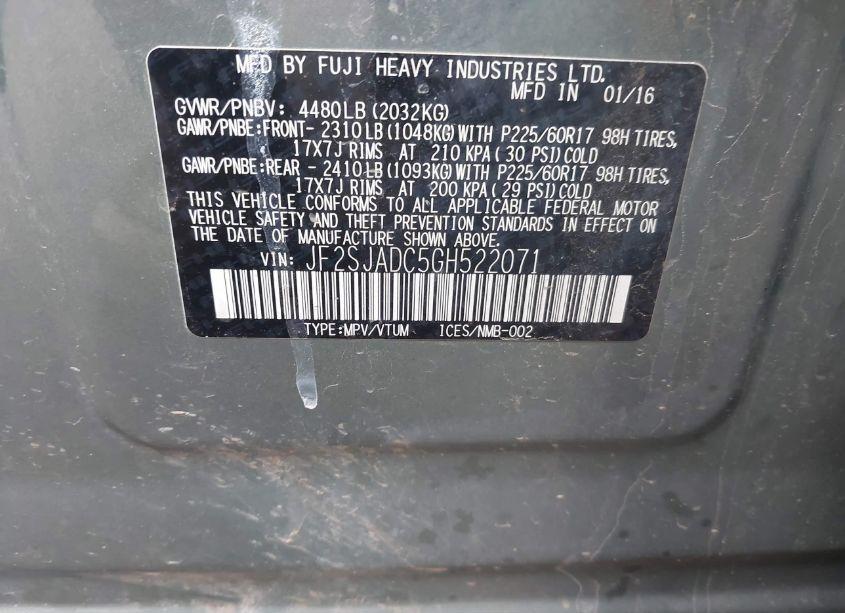 MFD BY FUJI HEAVY INDUSTRIES LTD.
MFD IN 01/16
GVWR/PNBV: 4480LB(2032KG)
GAWR/PNBE:FRONT- 2310LB(1048KG)WITH P225/60R17 98H TIRES,
17X7J RIMS AT 210 KPA( 30 PSI)COLD
GAWR/PNBE:REAR - 2410LB(1093KG)WITH P225/60R17 98H TIRES,
17X7J RIMS AT 200 KPA( 29 PSI)COLD
THIS VEHICLE CONFORMS TO ALL APPLICABLE FEDERAL MOTOR
VEHICLE SAFETY AND THEFT PREVENTION STANDARDS IN EFFECT ON
THE DATE OF MANUFACTURE SHOWN ABOVE.
VIN: JF2SJADC5GH522071
TYPE:MPV/VTUM ICES/NMB-002